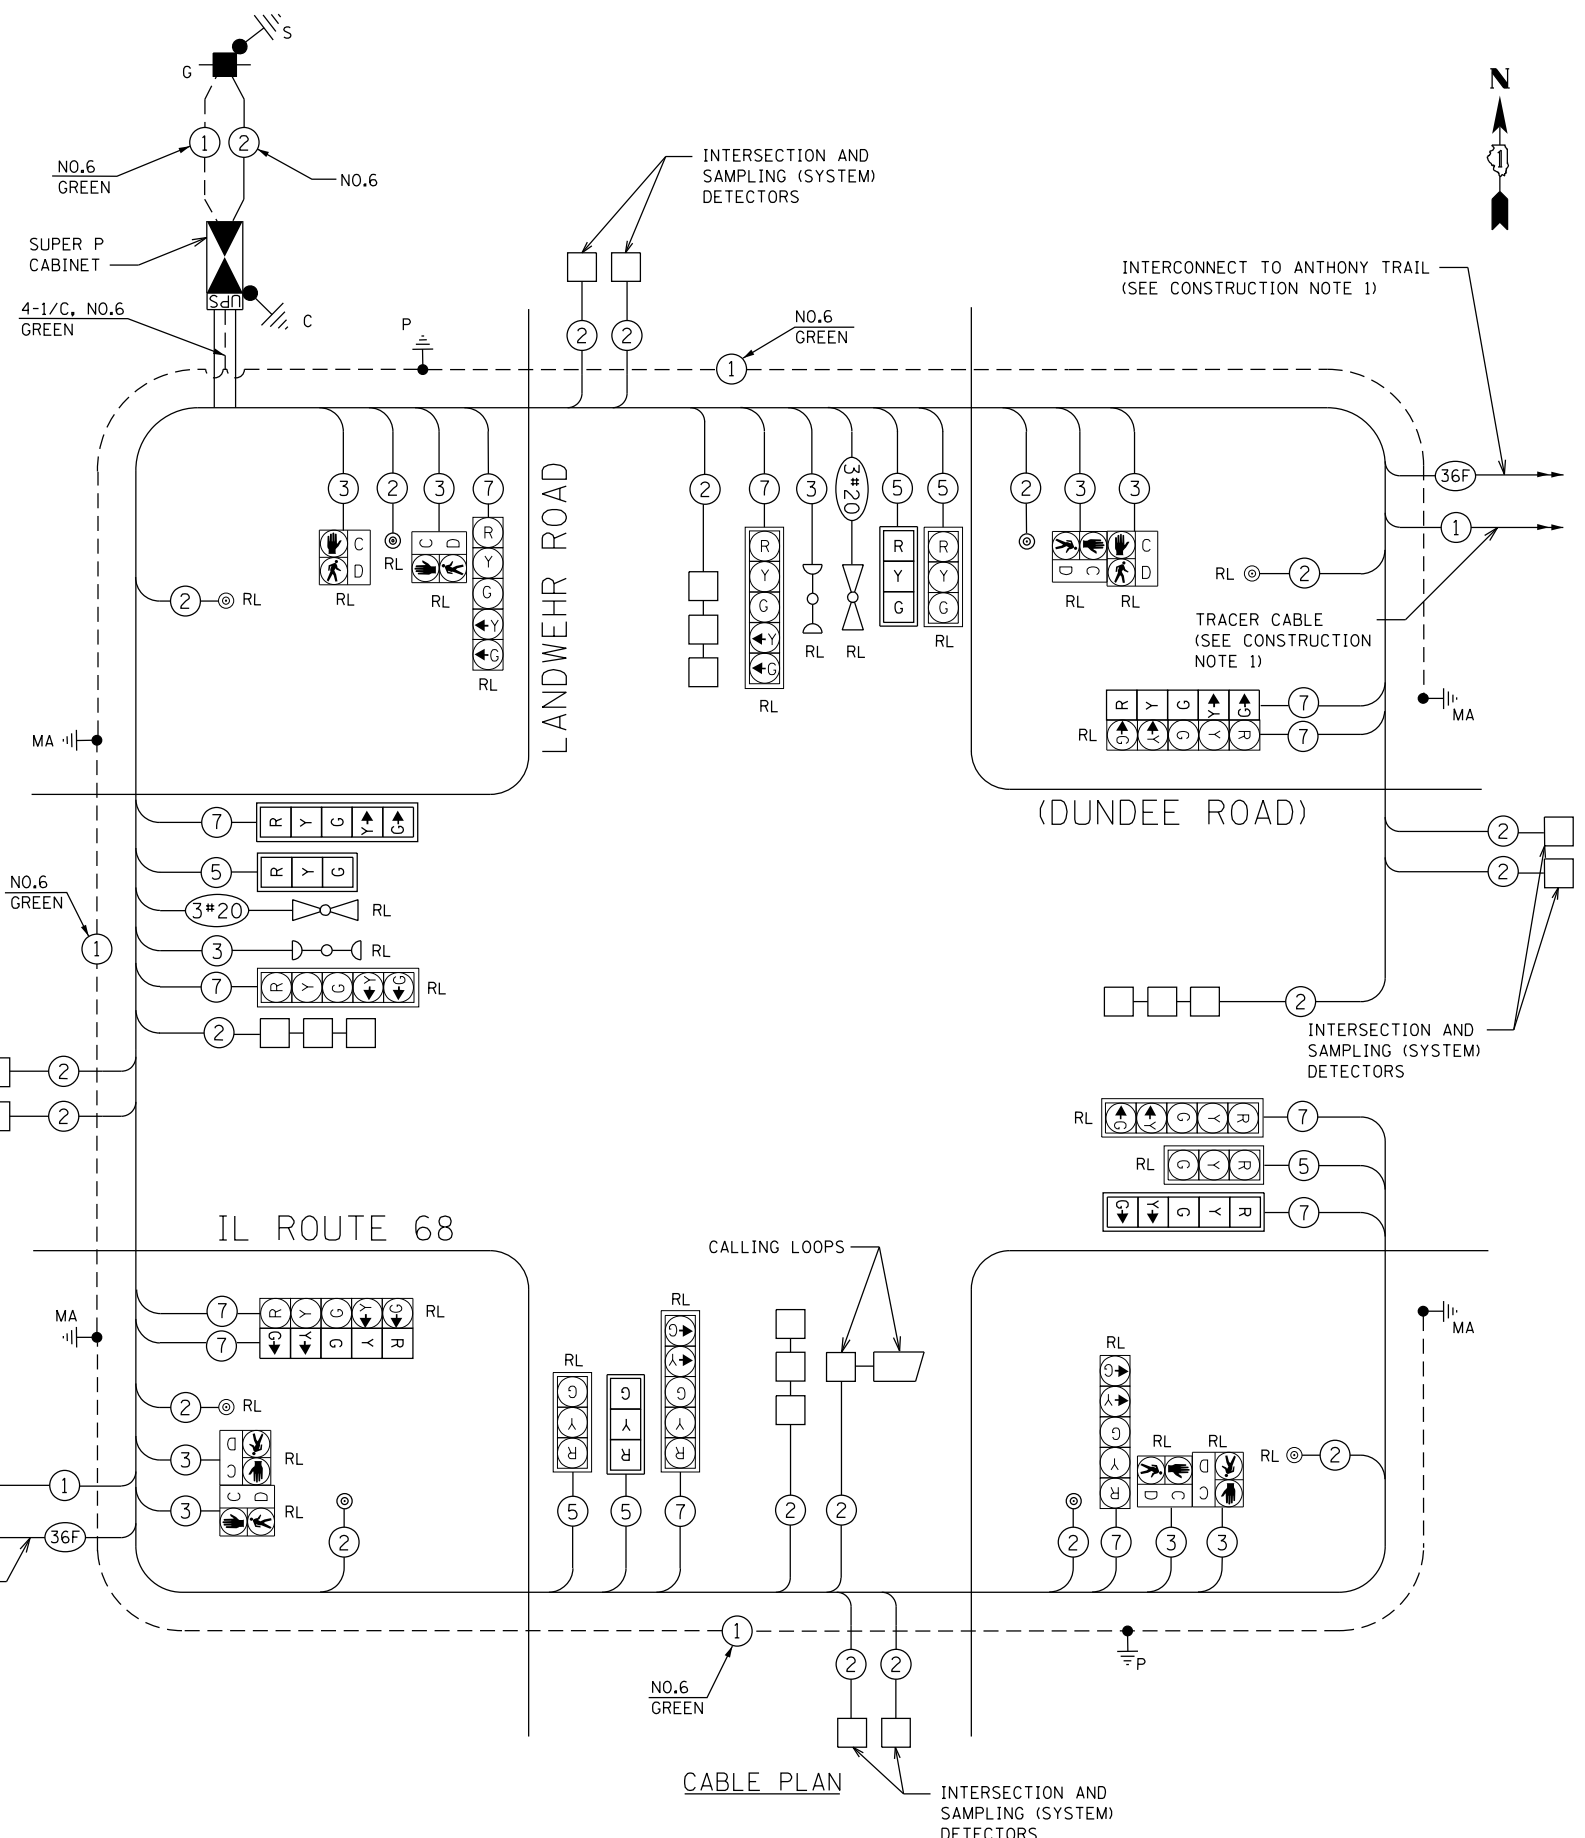 S
G
N
1
1
2
NO.6
GREEN
NO.6
INTERSECTION AND
SAMPLING (SYSTEM)
DETECTORS
SUPER P
CABINET
UPS
C
4-1/C, NO.6
GREEN
P
NO.6
GREEN
1
2
2
INTERCONNECT TO ANTHONY TRAIL
(SEE CONSTRUCTION NOTE 1)
3
2
3
7
2
7
3
3#20
5
5
2
3
3
36F
1
C
D
RL
RL
C D
RL
R
Y
G
Y
G
RL
LANDWEHR ROAD
R
Y
G
Y
G
RL
RL
RL
R
Y
G
R
Y
G
RL
D C
RL
C
D
RL
RL
2
2
RL
TRACER CABLE
(SEE CONSTRUCTION
NOTE 1)
R Y G Y G
7
RL
G Y G Y R
7
MA
MA
(DUNDEE ROAD)
7
R Y G Y G
5
R Y G
3#20
RL
3
RL
7
R Y G Y G
RL
2
NO.6
GREEN
1
2
2
2
2
2
INTERSECTION AND
SAMPLING (SYSTEM)
DETECTORS
RL
G Y G Y R
7
RL
G Y R
5
G Y G Y R
7
IL ROUTE 68
CALLING LOOPS
MA
7
R Y G Y G
RL
7
G Y G Y R
2
RL
3
D
C
RL
3
C D
RL
1
36F
2
RL
G
Y
R
5
G
Y
R
5
RL
G
Y
G
Y
R
7
2
2
MA
RL
G
Y
G
Y
R
2
7
RL
D C
3
RL
D
C
3
RL
2
1
NO.6
GREEN
P
2
2
CABLE PLAN
INTERSECTION AND
SAMPLING (SYSTEM)
DETECTORS